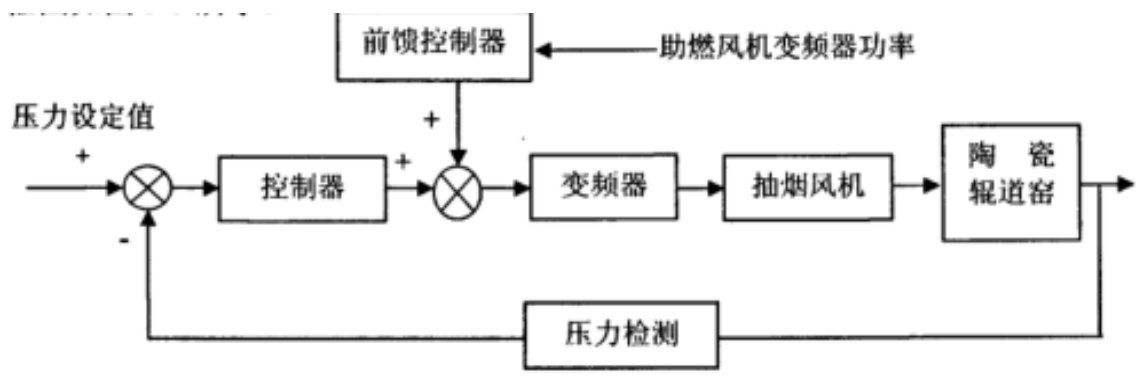 前馈控制器
助燃风机变频器功率
压力设定值
+
+
+
-
控制器
变频器
抽烟风机
陶 瓷
辊道窑
压力检测